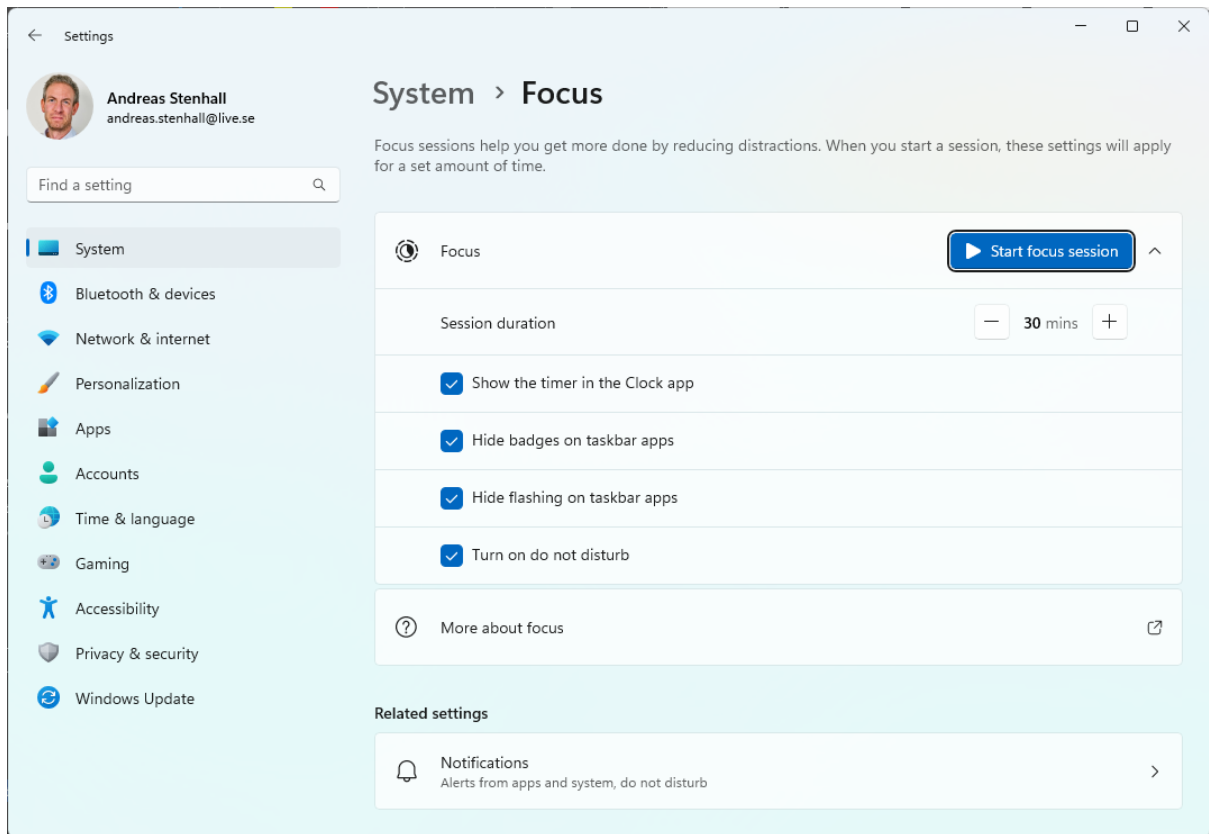 Settings
Andreas Stenhall
andreas.stenhall@live.se
Find a setting
System
Bluetooth & devices
Network & internet
Personalization
Apps
Accounts
Time & language
Gaming
Accessibility
Privacy & security
Windows Update
System > Focus
Focus sessions help you get more done by reducing distractions. When you start a session, these settings will apply
for a set amount of time.
Focus
Start focus session
Session duration
30 mins
Show the timer in the Clock app
Hide badges on taskbar apps
Hide flashing on taskbar apps
Turn on do not disturb
More about focus
Related settings
Notifications
Alerts from apps and system, do not disturb